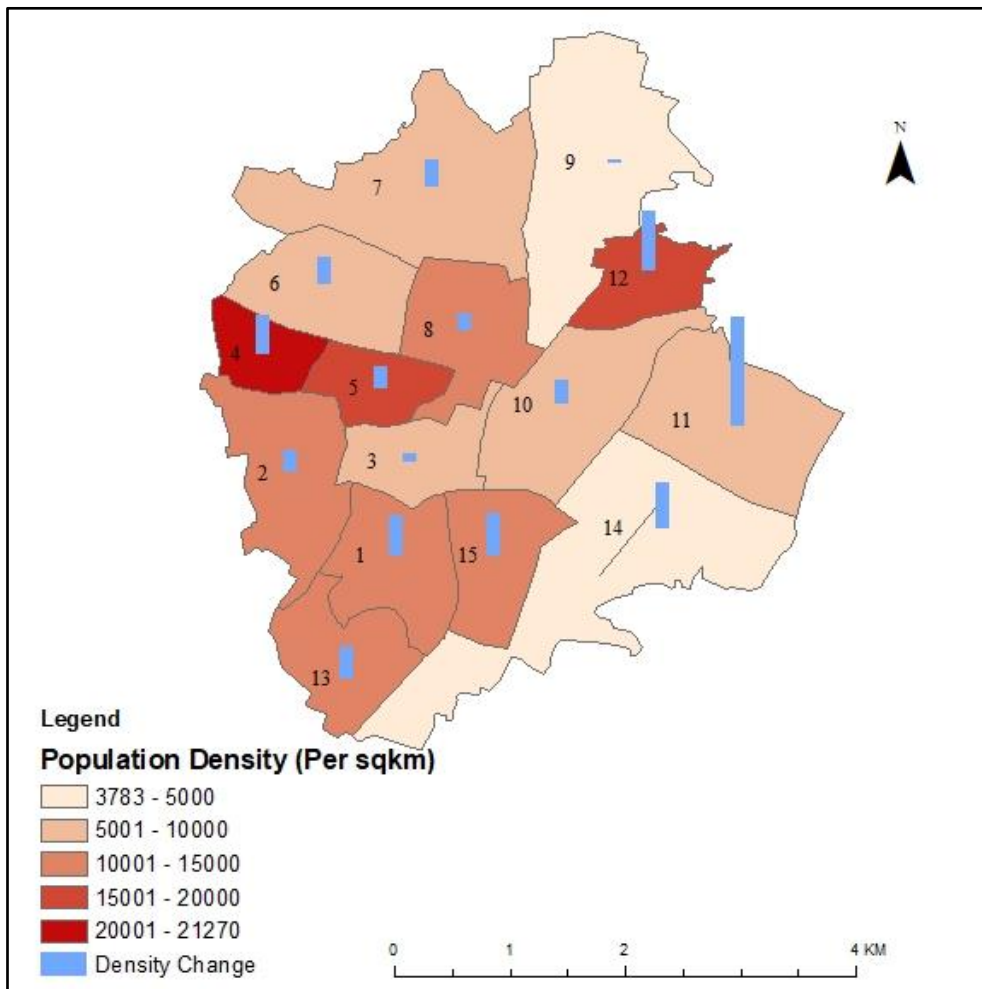 N
9
7
12
6
8
4
5
10
11
3
2
14
1
15
13
Legend
Population Density (Per sqkm)
3783 - 5000
5001 - 10000
10001 - 15000
15001 - 20000
20001 - 21270
Density Change
0 1 2 4 KM